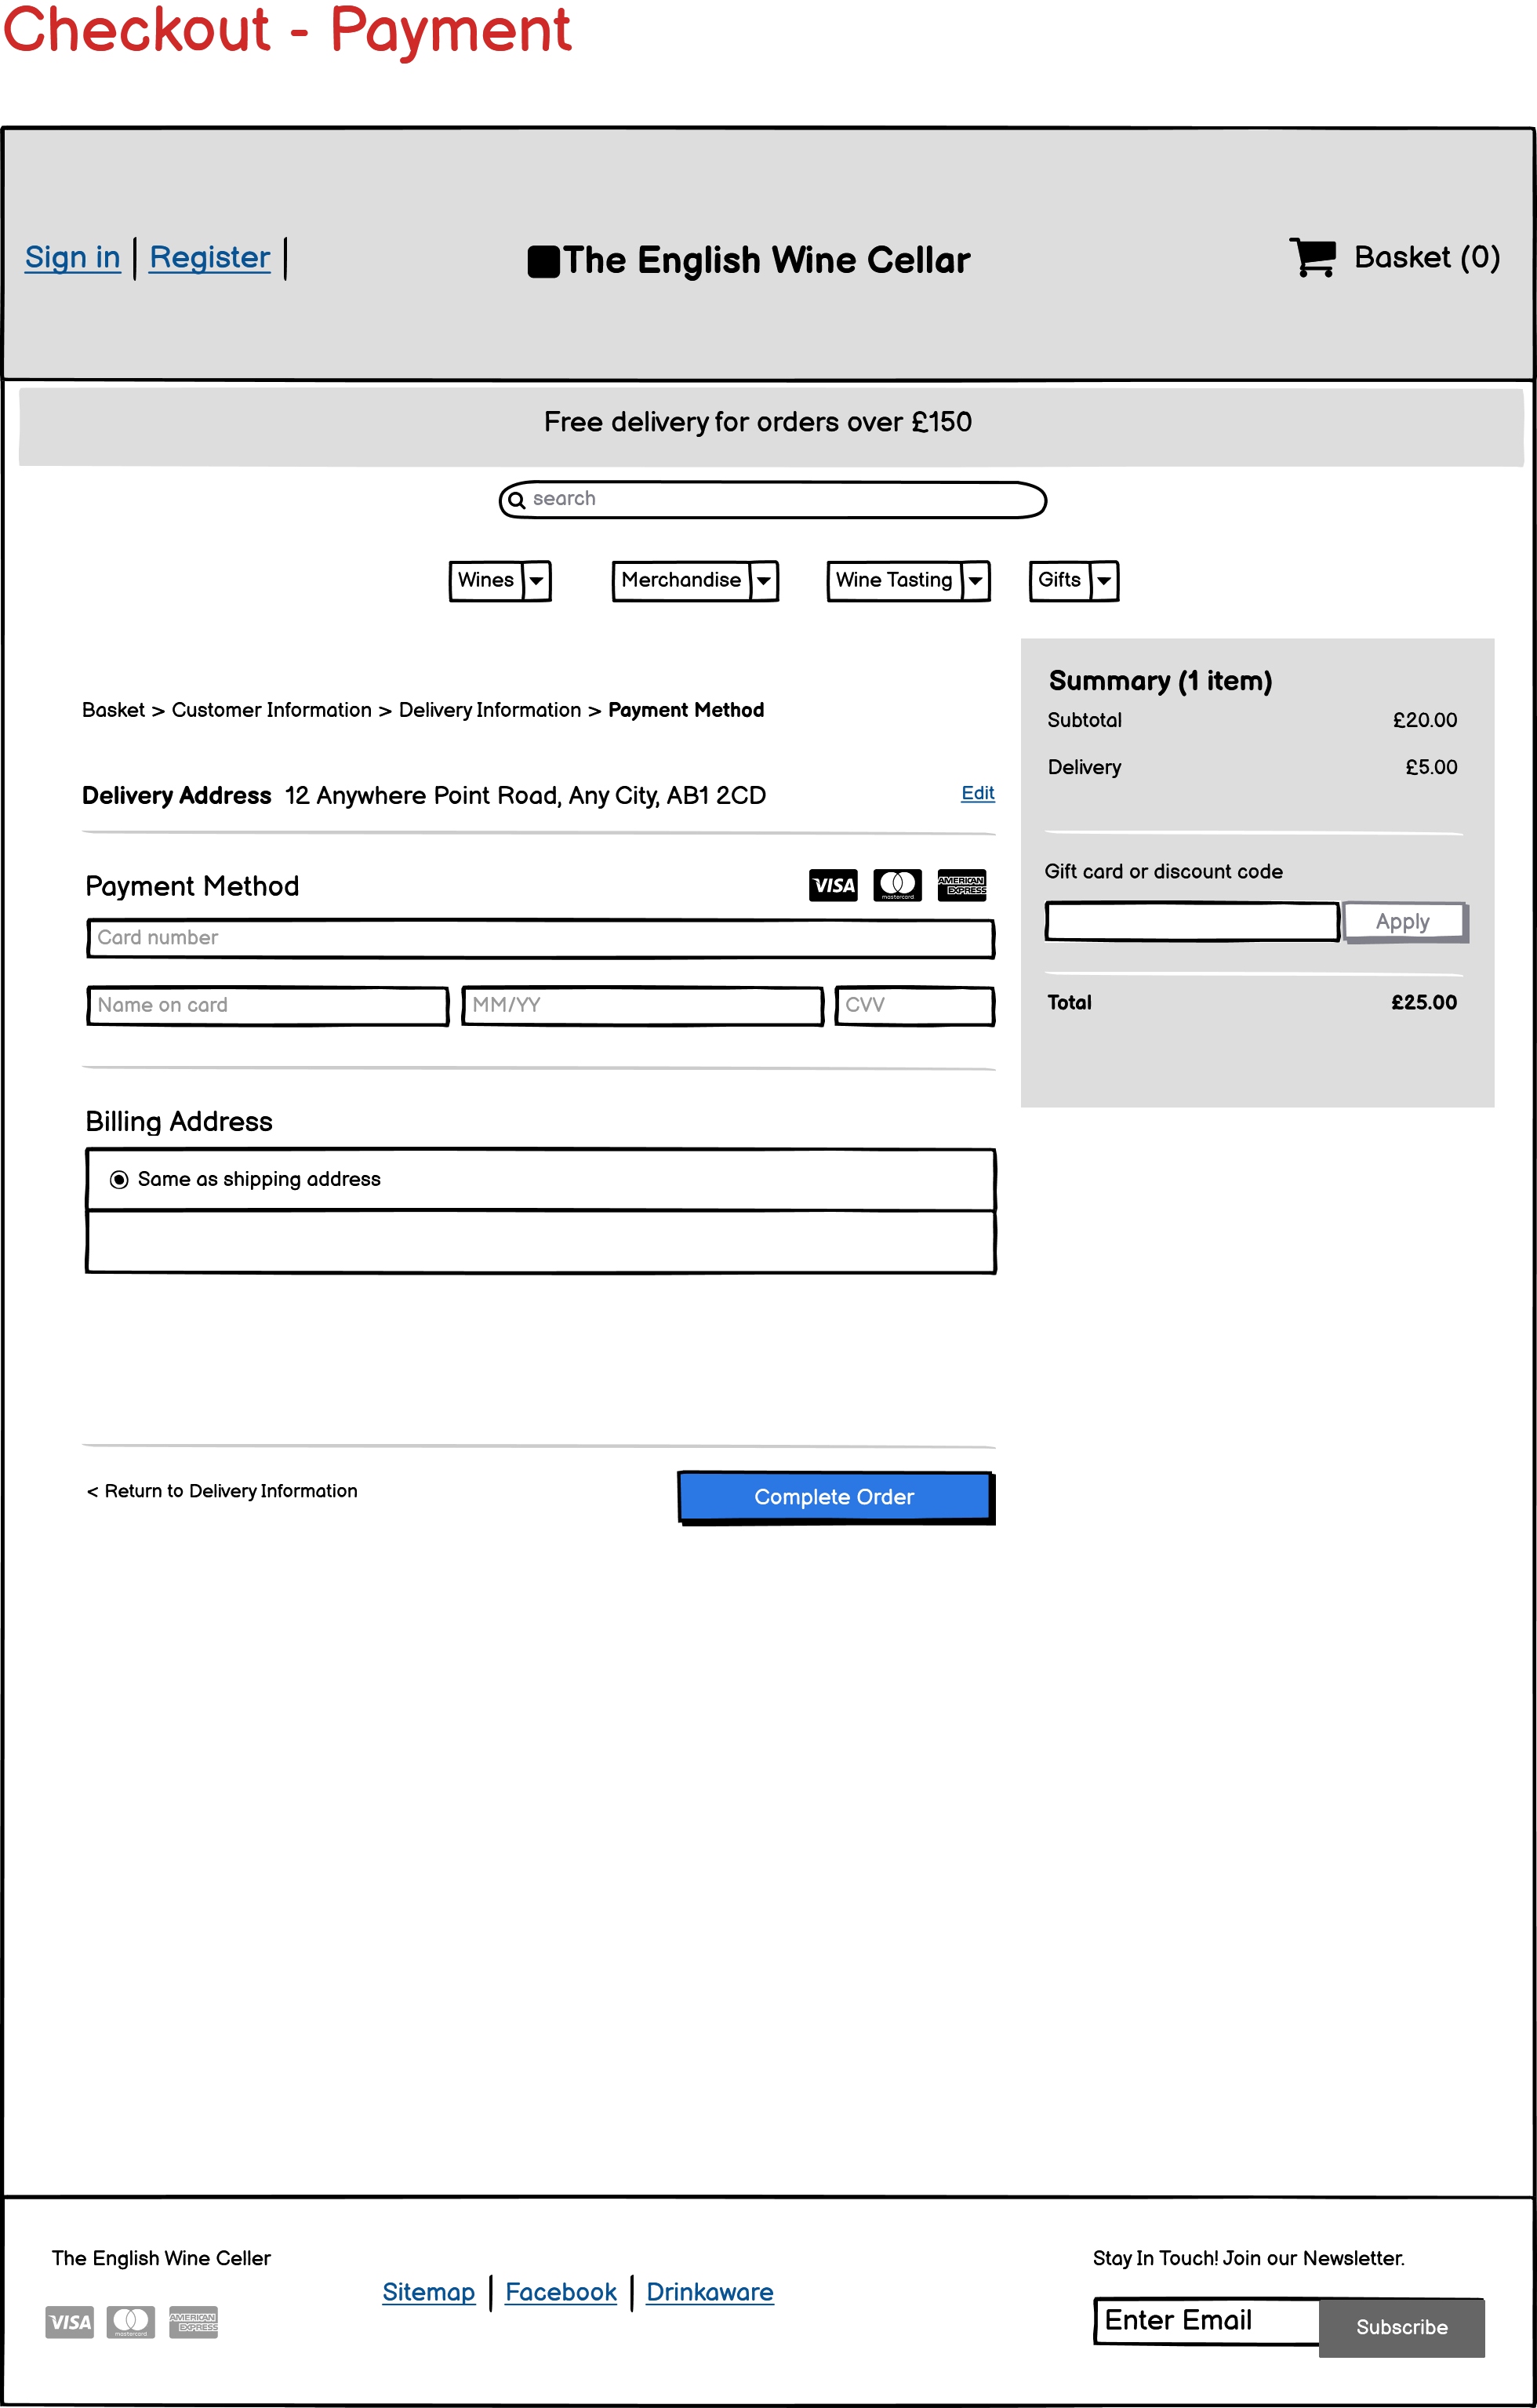 Checkout - Payment
Sign in | Register |
The English Wine Cellar
Basket (0)
Free delivery for orders over £150
search
Wines
Merchandise
Wine Tasting
Gifts
Basket > Customer Information > Delivery Information > Payment Method
Delivery Address 12 Anywhere Point Road, Any City, AB1 2CD
Edit
Payment Method
VISA
mastercard
AMERICAN
EXPRESS
Card number
Name on card
MM/YY
CVV
Billing Address
Same as shipping address
< Return to Delivery Information
Complete Order
Summary (1 item)
Subtotal £20.00
Delivery £5.00
Gift card or discount code
Apply
Total £25.00
The English Wine Celler
VISA
mastercard
AMERICAN
EXPRESS
Sitemap | Facebook | Drinkaware
Stay In Touch! Join our Newsletter.
Enter Email
Subscribe